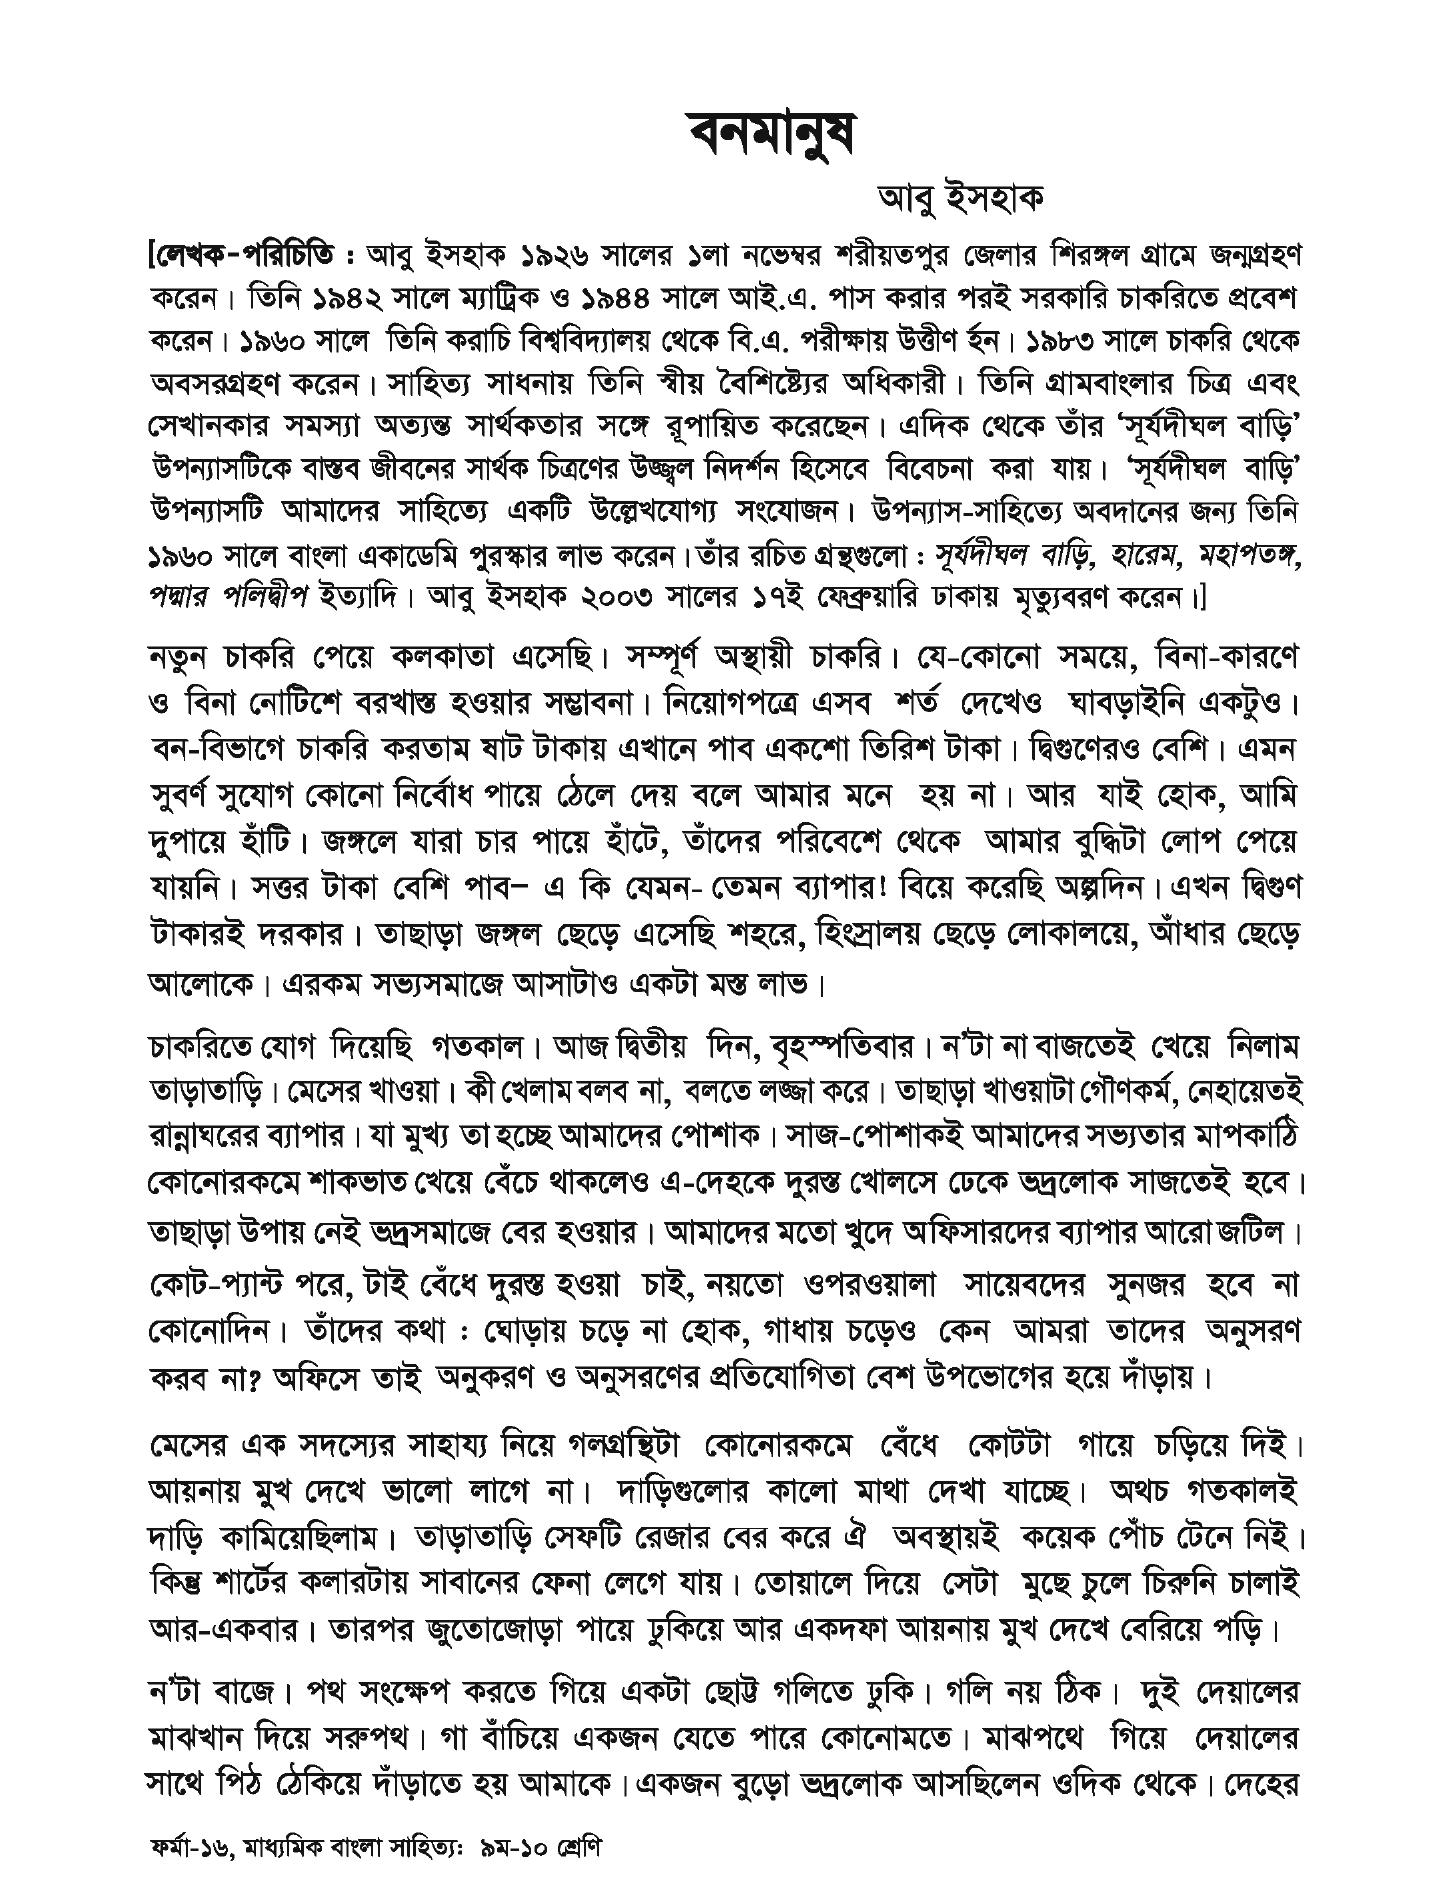 বনমানুষ
আবু ইসহাক
[লেখক-পরিচিতি : আবু ইসহাক ১৯২৬ সালের ১লা নভেম্বর শরীয়তপুর জেলার শিরঙ্গল গ্রামে জন্মগ্রহণ
করেন। তিনি ১৯৪২ সালে ম্যাট্রিক ও ১৯৪৪ সালে আই.এ. পাস করার পরই সরকারি চাকরিতে প্রবেশ
করেন। ১৯৬০ সালে তিনি করাচি বিশ্ববিদ্যালয় থেকে বি.এ. পরীক্ষায় উত্তীণ র্হন। ১৯৮৩ সালে চাকরি থেকে
অবসরগ্রহণ করেন। সাহিত্য সাধনায় তিনি স্বীয় বৈশিষ্ট্যের অধিকারী। তিনি গ্রামবাংলার চিত্র এবং
সেখানকার সমস্যা অত্যন্ত সার্থকতার সঙ্গে রূপায়িত করেছেন। এদিক থেকে তাঁর ‘সূর্যদীঘল বাড়ি’
উপন্যাসটিকে বাস্তব জীবনের সার্থক চিত্রণের উজ্জ্বল নিদর্শন হিসেবে বিবেচনা করা যায়। ‘সূর্যদীঘল বাড়ি’
উপন্যাসটি আমাদের সাহিত্যে একটি উল্লেখযোগ্য সংযোজন। উপন্যাস-সাহিত্যে অবদানের জন্য তিনি
১৯৬০ সালে বাংলা একাডেমি পুরস্কার লাভ করেন। তাঁর রচিত গ্রন্থগুলো : সূর্যদীঘল বাড়ি, হারেম, মহাপতঙ্গ,
পদ্মার পলিদ্বীপ ইত্যাদি। আবু ইসহাক ২০০৩ সালের ১৭ই ফেব্রুয়ারি ঢাকায় মৃত্যুবরণ করেন।]
নতুন চাকরি পেয়ে কলকাতা এসেছি। সম্পূর্ণ অস্থায়ী চাকরি। যে-কোনো সময়ে, বিনা-কারণে
ও বিনা নোটিশে বরখাস্ত হওয়ার সম্ভাবনা। নিয়োগপত্রে এসব শর্ত দেখেও ঘাবড়াইনি একটুও।
বন-বিভাগে চাকরি করতাম ষাট টাকায় এখানে পাব একশো তিরিশ টাকা। দ্বিগুণেরও বেশি। এমন
সুবর্ণ সুযোগ কোনো নির্বোধ পায়ে ঠেলে দেয় বলে আমার মনে হয় না। আর যাই হোক, আমি
দুপায়ে হাঁটি। জঙ্গলে যারা চার পায়ে হাঁটে, তাঁদের পরিবেশে থেকে আমার বুদ্ধিটা লোপ পেয়ে
যায়নি। সত্তর টাকা বেশি পাব– এ কি যেমন- তেমন ব্যাপার! বিয়ে করেছি অল্পদিন। এখন দ্বিগুণ
টাকারই দরকার। তাছাড়া জঙ্গল ছেড়ে এসেছি শহরে, হিংস্রালয় ছেড়ে লোকালয়ে, আঁধার ছেড়ে
আলোকে। এরকম সভ্যসমাজে আসাটাও একটা মস্ত লাভ।
চাকরিতে যোগ দিয়েছি গতকাল। আজ দ্বিতীয় দিন, বৃহস্পতিবার। ন’টা না বাজতেই খেয়ে নিলাম
তাড়াতাড়ি। মেসের খাওয়া। কী খেলাম বলব না, বলতে লজ্জা করে। তাছাড়া খাওয়াটা গৌণকর্ম, নেহায়েতই
রান্নাঘরের ব্যাপার। যা মুখ্য তা হচ্ছে আমাদের পোশাক। সাজ-পোশাকই আমাদের সভ্যতার মাপকাঠি
কোনোরকমে শাকভাত খেয়ে বেঁচে থাকলেও এ-দেহকে দুরস্ত খোলসে ঢেকে ভদ্রলোক সাজতেই হবে।
তাছাড়া উপায় নেই ভদ্রসমাজে বের হওয়ার। আমাদের মতো খুদে অফিসারদের ব্যাপার আরো জটিল।
কোট-প্যান্ট পরে, টাই বেঁধে দুরস্ত হওয়া চাই, নয়তো ওপরওয়ালা সায়েবদের সুনজর হবে না
কোনোদিন। তাঁদের কথা : ঘোড়ায় চড়ে না হোক, গাধায় চড়েও কেন আমরা তাদের অনুসরণ
করব না? অফিসে তাই অনুকরণ ও অনুসরণের প্রতিযোগিতা বেশ উপভোগের হয়ে দাঁড়ায়।
মেসের এক সদস্যের সাহায্য নিয়ে গলগ্রন্থিটা কোনোরকমে বেঁধে কোটটা গায়ে চড়িয়ে দিই।
আয়নায় মুখ দেখে ভালো লাগে না। দাড়িগুলোর কালো মাথা দেখা যাচ্ছে। অথচ গতকালই
দাড়ি কামিয়েছিলাম। তাড়াতাড়ি সেফটি রেজার বের করে ঐ অবস্থায়ই কয়েক পোঁচ টেনে নিই।
কিন্তু শার্টের কলারটায় সাবানের ফেনা লেগে যায়। তোয়ালে দিয়ে সেটা মুছে চুলে চিরুনি চালাই
আর-একবার। তারপর জুতোজোড়া পায়ে ঢুকিয়ে আর একদফা আয়নায় মুখ দেখে বেরিয়ে পড়ি।
ন’টা বাজে। পথ সংক্ষেপ করতে গিয়ে একটা ছোট্ট গলিতে ঢুকি। গলি নয় ঠিক। দুই দেয়ালের
মাঝখান দিয়ে সরুপথ। গা বাঁচিয়ে একজন যেতে পারে কোনোমতে। মাঝপথে গিয়ে দেয়ালের
সাথে পিঠ ঠেকিয়ে দাঁড়াতে হয় আমাকে। একজন বুড়ো ভদ্রলোক আসছিলেন ওদিক থেকে। দেহের
ফর্মা-১৬, মাধ্যমিক বাংলা সাহিত্য: ৯ম-১০ শ্রেণি